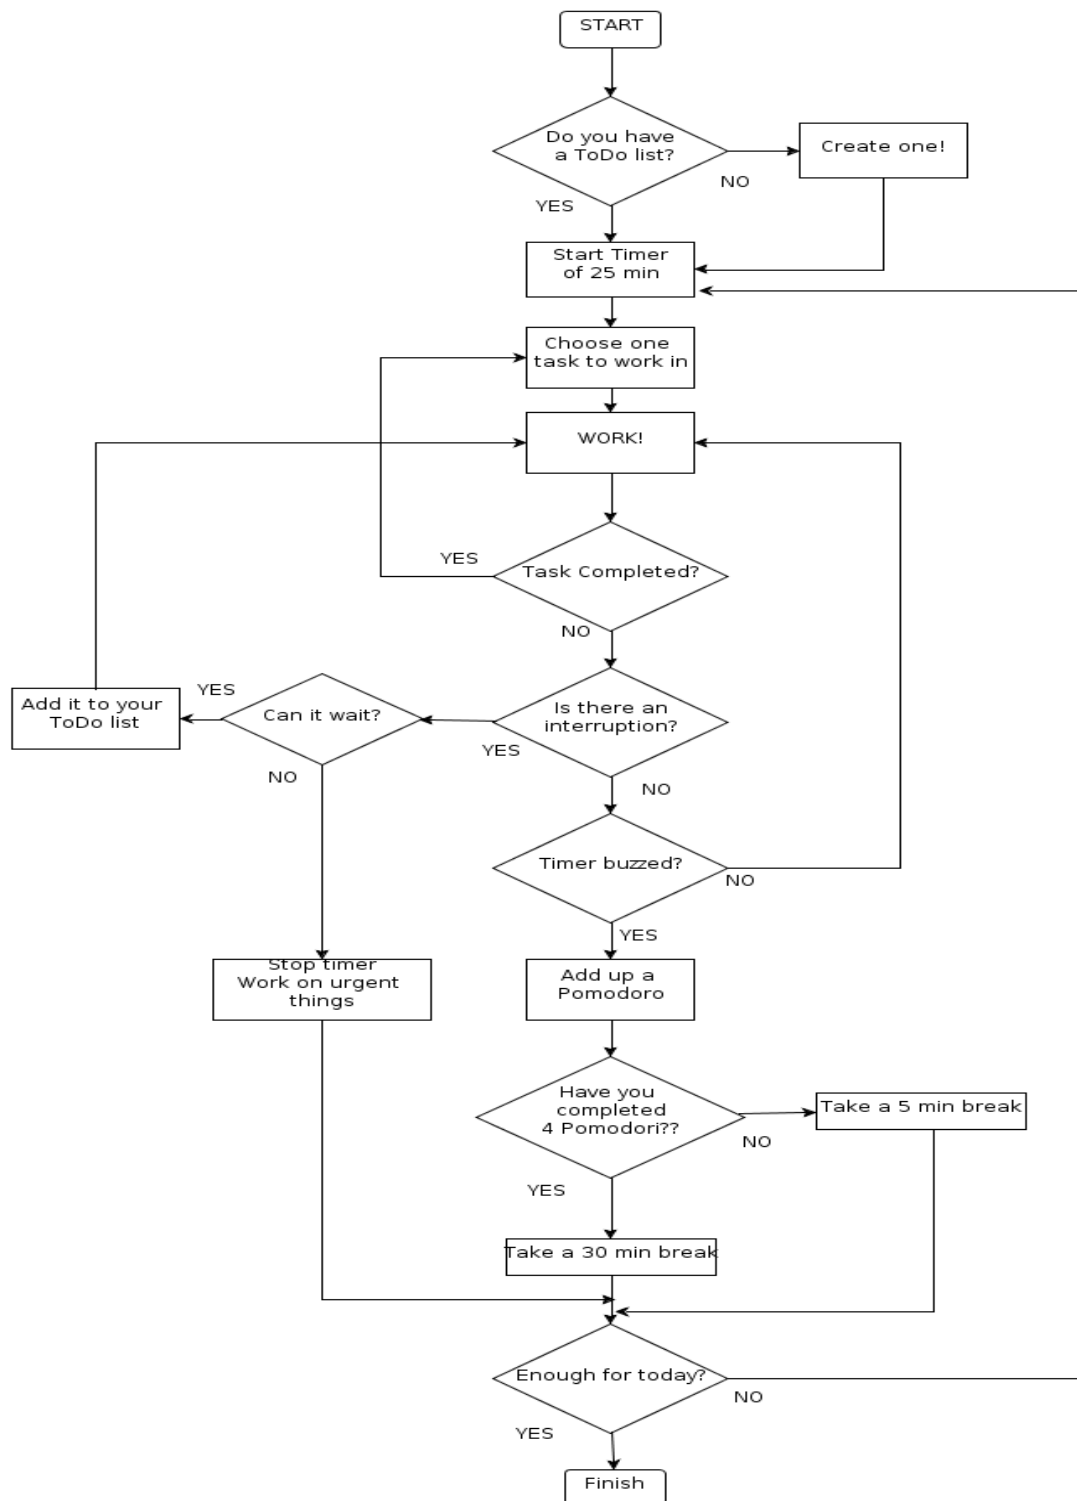 START
Do you have
a ToDo list?
Create one!
NO
YES
Start Timer
of 25 min
Choose one
task to work in
WORK!
YES
Task Completed?
NO
Is there an
interruption?
YES
NO
Can it wait?
YES
NO
Add it to your
ToDo list
Timer buzzed?
NO
YES
Stop timer
Work on urgent
things
Add up a
Pomodoro
Have you
completed
4 Pomodori??
NO
YES
Take a 5 min break
Take a 30 min break
Enough for today?
NO
YES
Finish